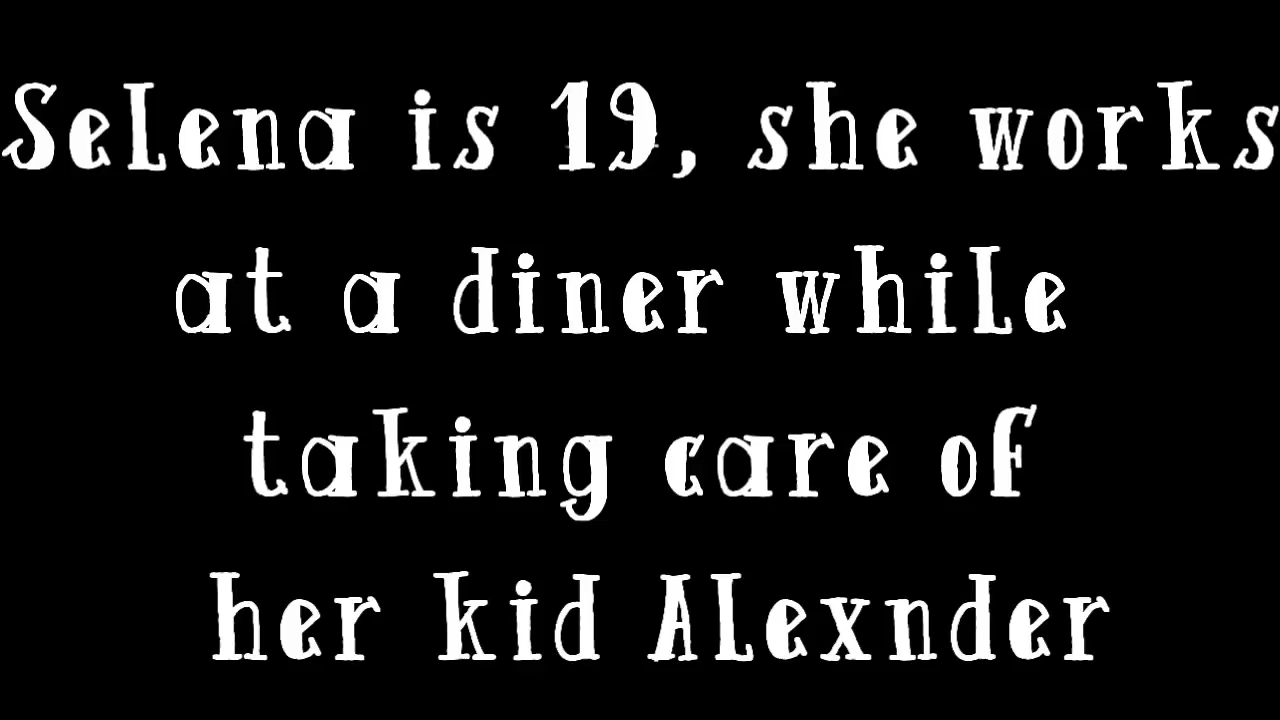 Selena is 19, she works
at a diner while
taking care of
her kid Alexnder